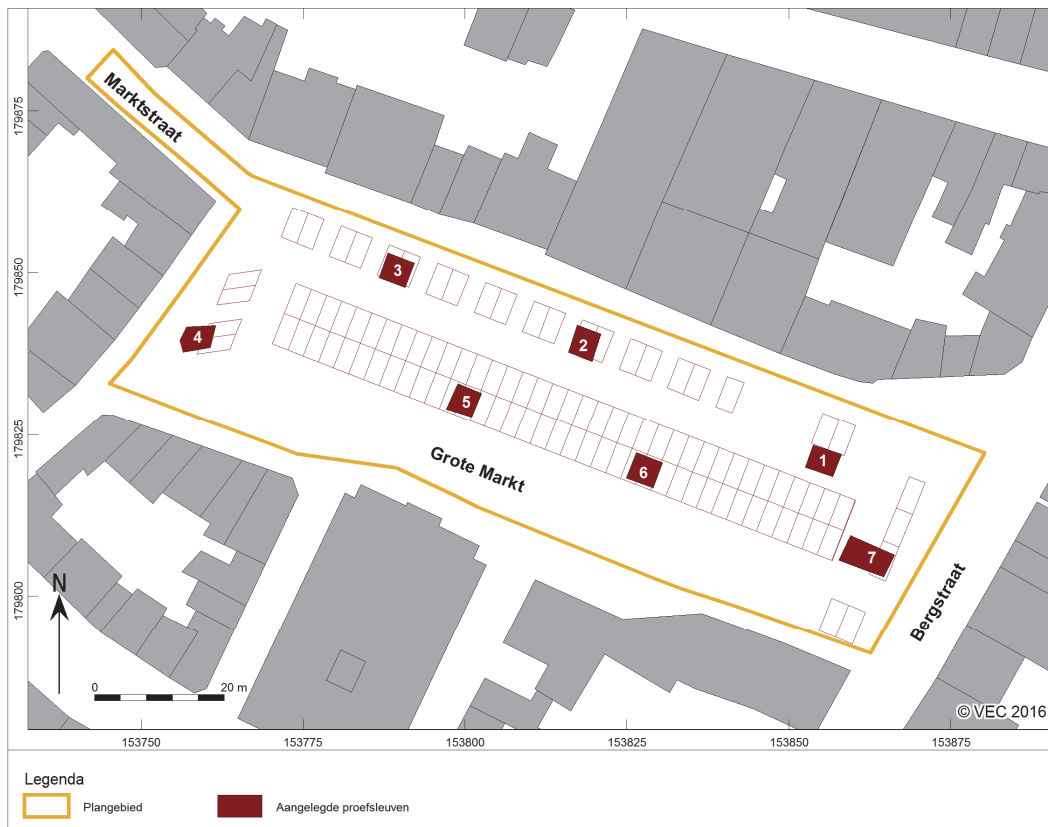 Marktstraat
179875
179850
179825
179800
3
4
2
5
6
1
7
Grote Markt
Bergstraat
N
0 20 m
© VEC 2016
153750 153775 153800 153825 153850 153875
Legenda
Plangebied Aangelegde proefsleuven